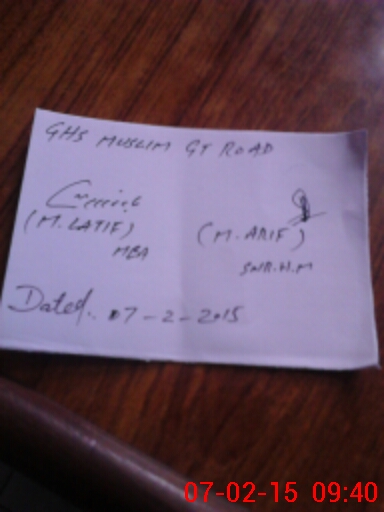 GHS MUSLIM GT ROAD
(M. LATIF) (M. ARIF)
MBA
Dated.. 07-2-2015
07-02-15 09:40